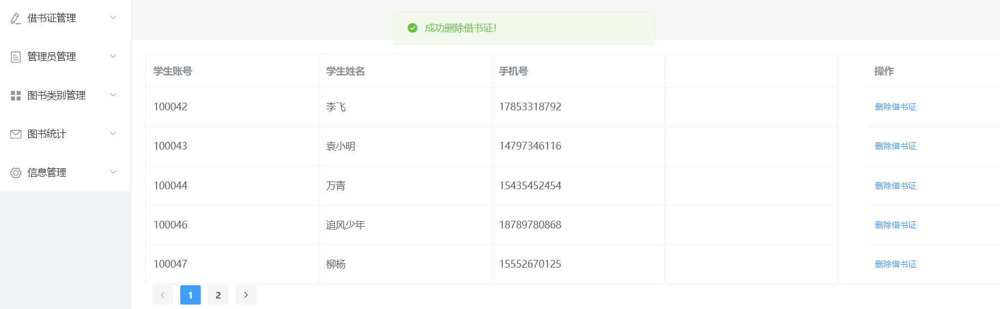 成功删除借书证！
借书证管理
管理员管理
图书类别管理
图书统计
信息管理
学生账号 学生姓名 手机号 操作
100042 李飞 17853318792 删除借书证
100043 袁小明 14797346116 删除借书证
100044 万青 15435452454 删除借书证
100046 追风少年 18789780868 删除借书证
100047 柳杨 15552670125 删除借书证
1 2